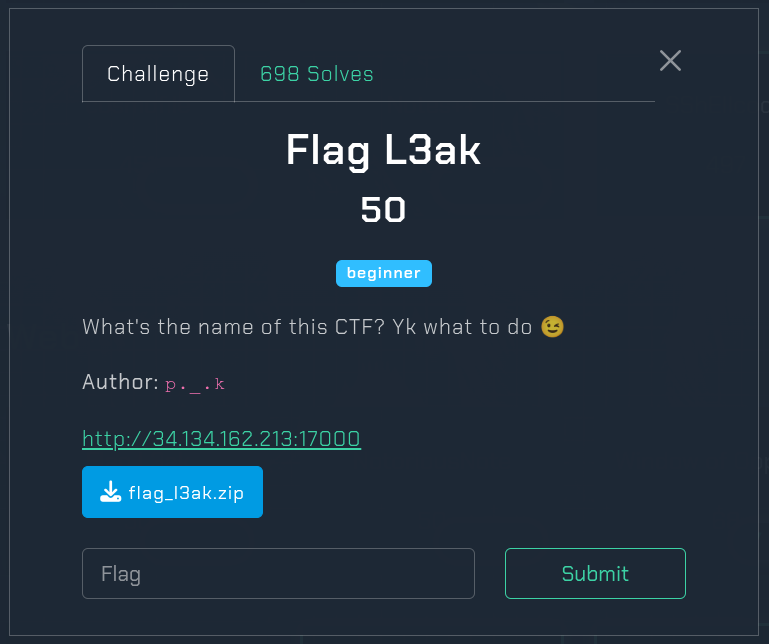 Challenge
698 Solves
Flag L3ak
50
beginner
What's the name of this CTF? Yk what to do 😉
Author: p._.k
http://34.134.162.213:17000
flag_l3ak.zip
Flag
Submit